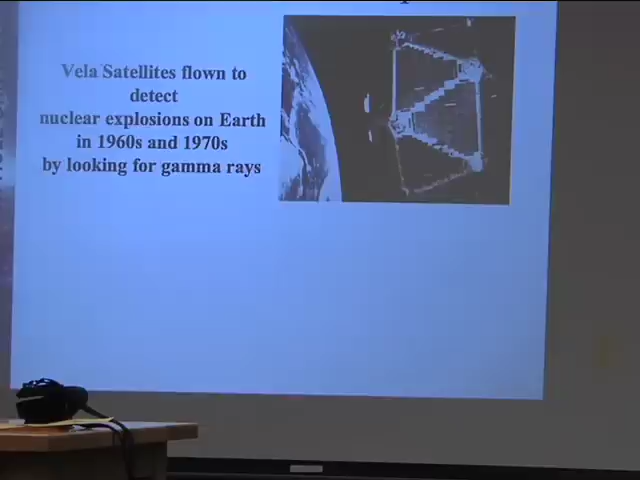 Vela Satellites flown to
detect
nuclear explosions on Earth
in 1960s and 1970s
by looking for gamma rays